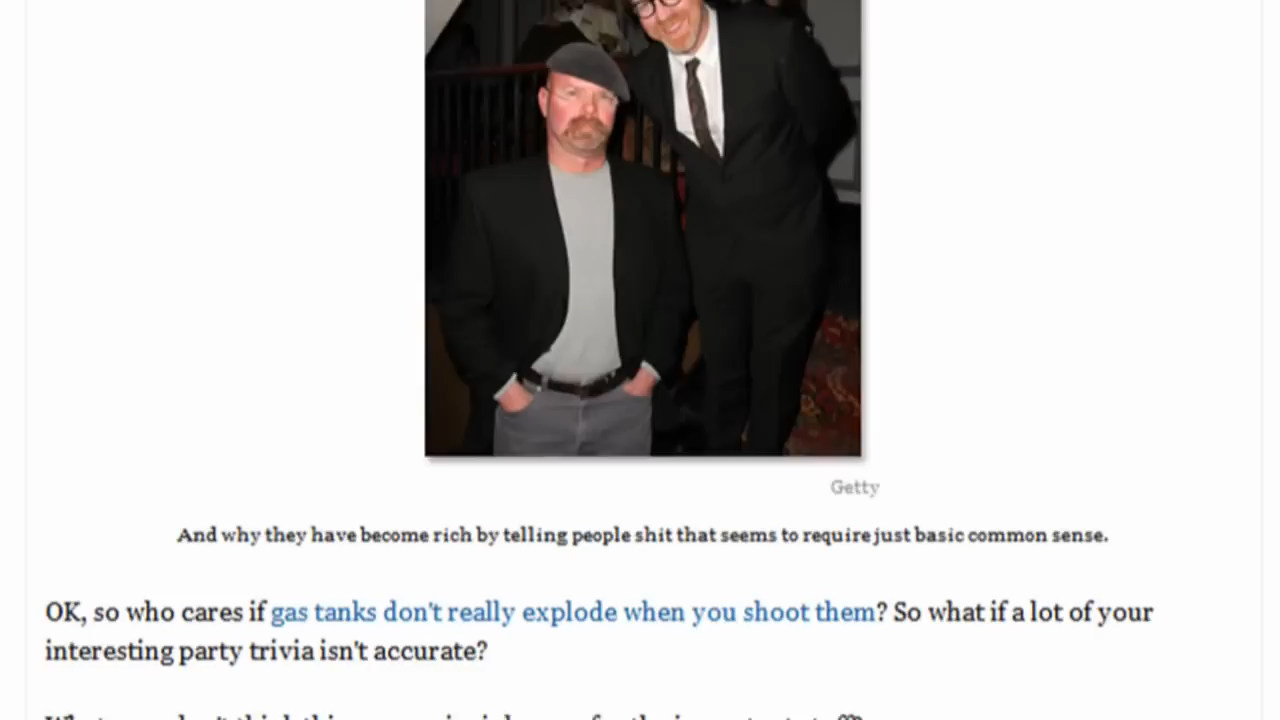 Getty
And why they have become rich by telling people shit that seems to require just basic common sense.
OK, so who cares if gas tanks don't really explode when you shoot them? So what if a lot of your
interesting party trivia isn't accurate?